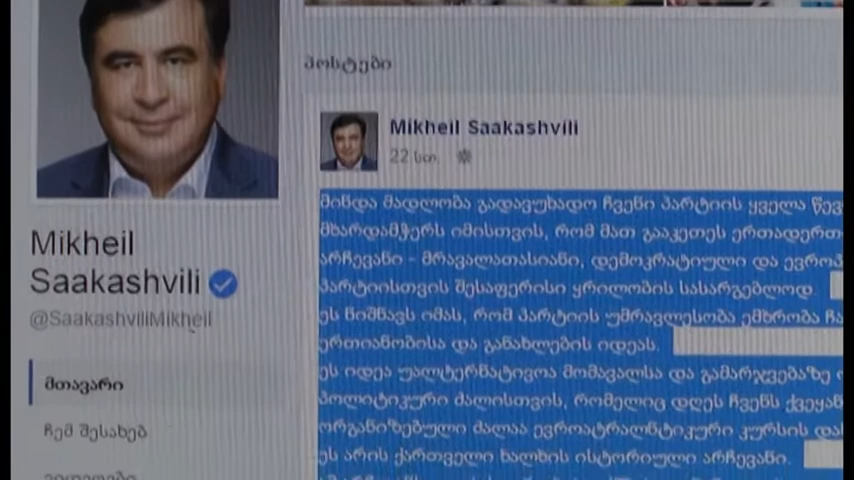 პოსტები
Mikheil Saakashvili
22 სთ.
Mikheil
Saakashvili
@SaakashviliMikheil
მთავარი
ჩემ შესახებ
მინდა მადლობა გადავუხადო ჩვენი პარტიის ყველა
მხარდამჭერს იმისთვის, რომ მათ გააკეთეს ერთადერთ
არჩევანი - მრავალათასიანი, დემოკრატიული და
პარტიისთვის შესაფერისი ყრილობის სასარგებლოდ.
ეს ნიშნავს იმას, რომ პარტიის უმრავლესობა ემხრობა
ერთიანობისა და განახლების იდეას.
ეს იდეა უალტერნატივოა მომავალსა და გამარჯვებაზე
პოლიტიკური ძალისთვის, რომელიც დღეს ჩვენს
ორგანიზებული ძალაა ევროატრალნტიკური კურსის
ეს არის ქართველი ხალხის ისტორიული არჩევანი.